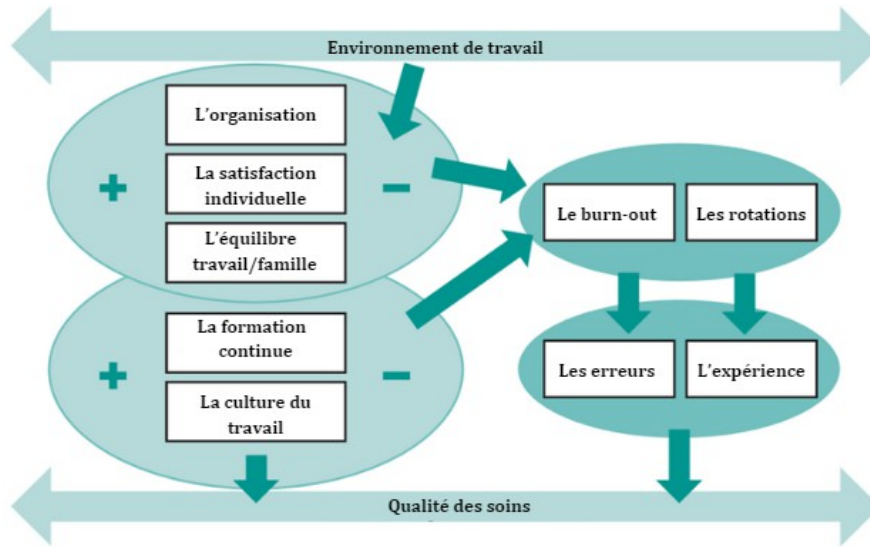 Environnement de travail
L'organisation
+
La satisfaction
individuelle
−
L'équilibre
travail/famille
Le burn-out
Les rotations
La formation
continue
+
−
La culture du
travail
Les erreurs
L'expérience
Qualité des soins